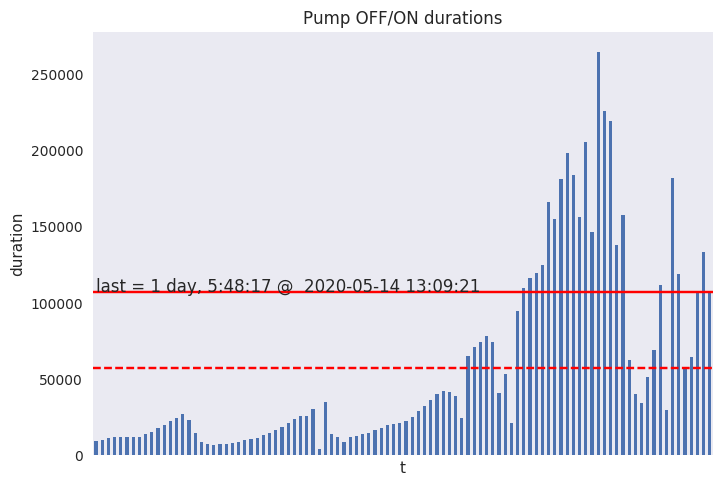 Pump OFF/ON durations
250000
200000
150000
100000
50000
0
duration
last = 1 day, 5:48:17 @  2020-05-14 13:09:21
t